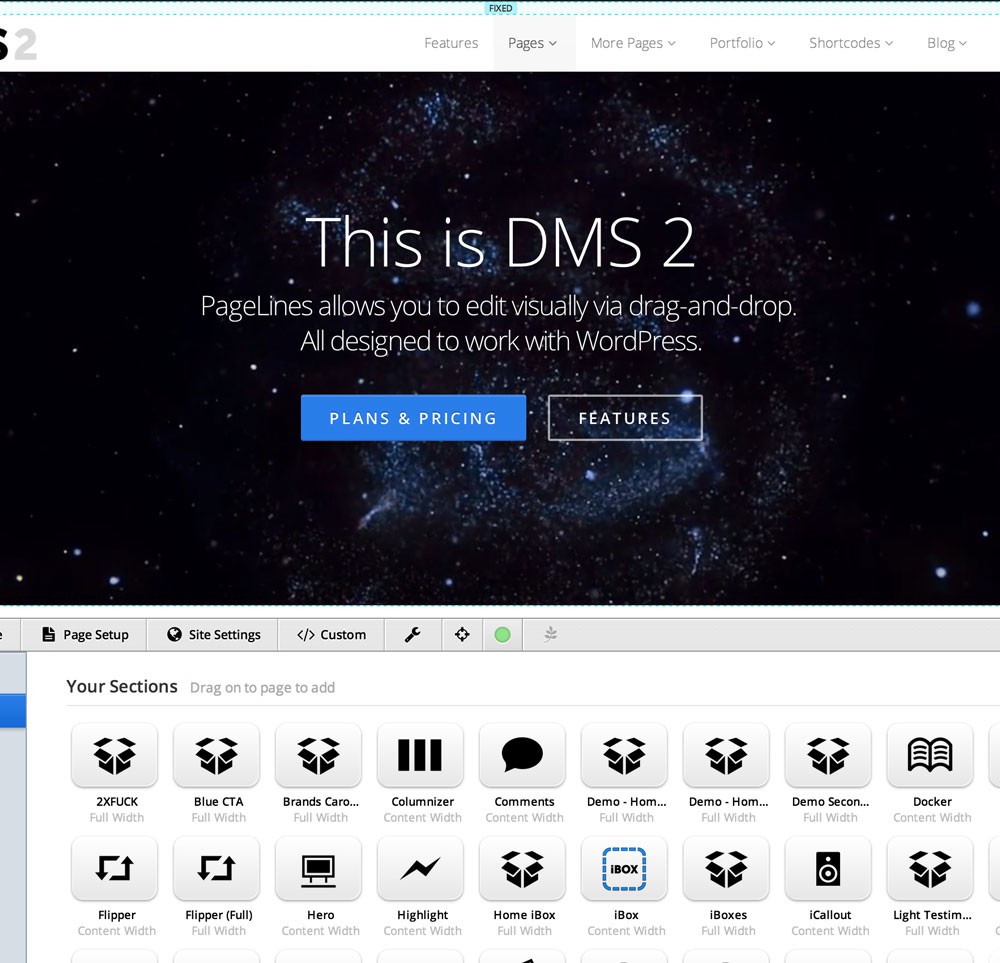 FIXED
S2
Features Pages More Pages Portfolio Shortcodes Blog
This is DMS 2
PageLines allows you to edit visually via drag-and-drop.
All designed to work with WordPress.
PLANS & PRICING FEATURES
e Page Setup Site Settings </> Custom
Your Sections Drag on to page to add
2XFUCK Blue CTA Brands Caro... Columnizer Comments Demo - Hom... Demo - Hom... Demo Secon... Docker
Full Width Full Width Full Width Content Width Content Width Full Width Full Width Full Width Content Width
iBOX
Flipper Flipper (Full) Hero Highlight Home iBox iBox iBoxes iCallout Light Testim...
Content Width Full Width Content Width Content Width Full Width Content Width Full Width Content Width Full Width C